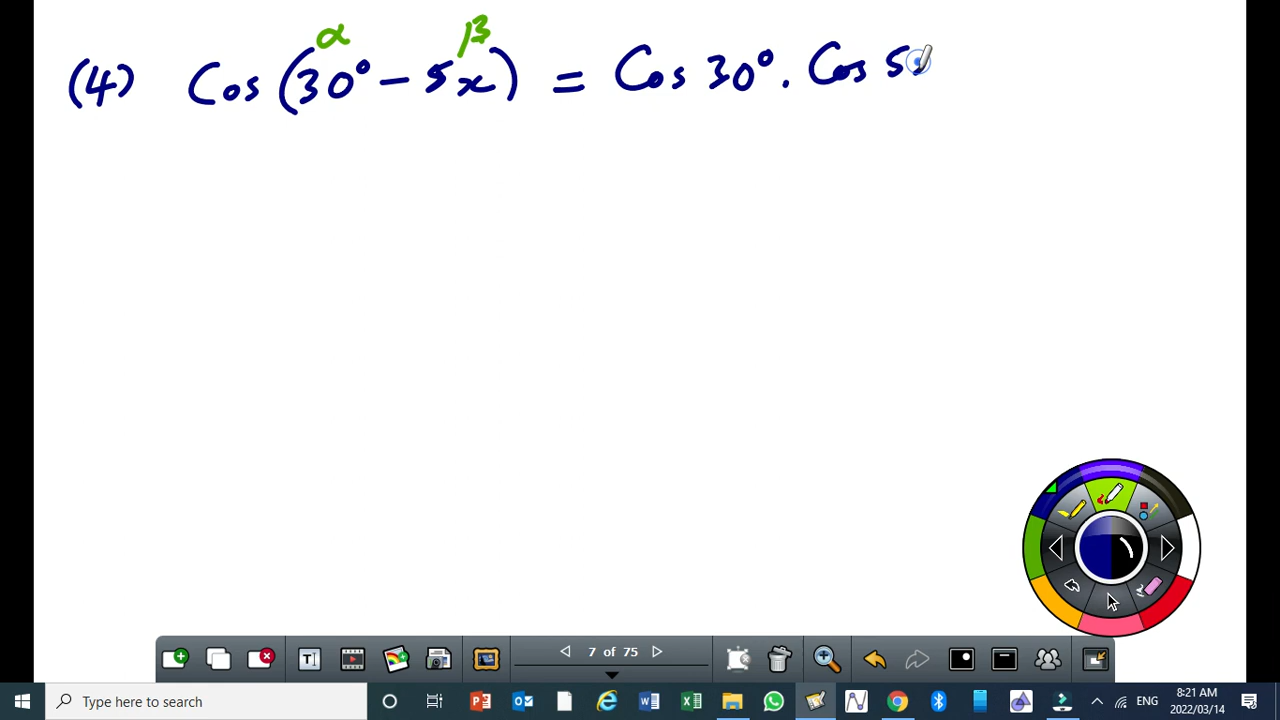 α β
(4) Cos (30° − 5x) = Cos 30° . Cos 5
7 of 75
Type here to search
ENG
8:21 AM
2022/03/14